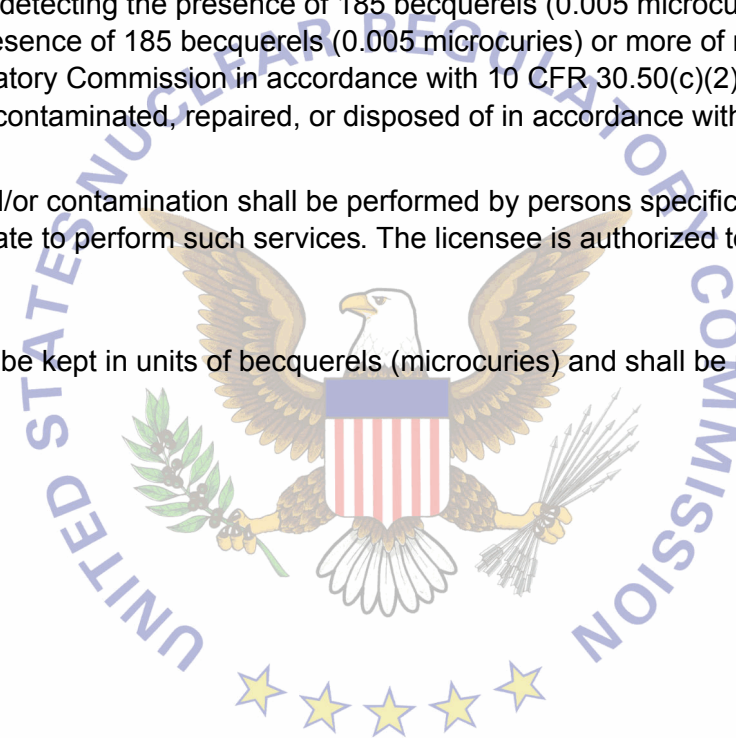 detecting the presence of 185 becquerels (0.005 microcu
esence of 185 becquerels (0.005 microcuries) or more of r
atory Commission in accordance with 10 CFR 30.50(c)(2)
contaminated, repaired, or disposed of in accordance with
d/or contamination shall be performed by persons specific
ate to perform such services. The licensee is authorized to
be kept in units of becquerels (microcuries) and shall be
UNITED STATES NUCLEAR REGULATORY COMMISSION